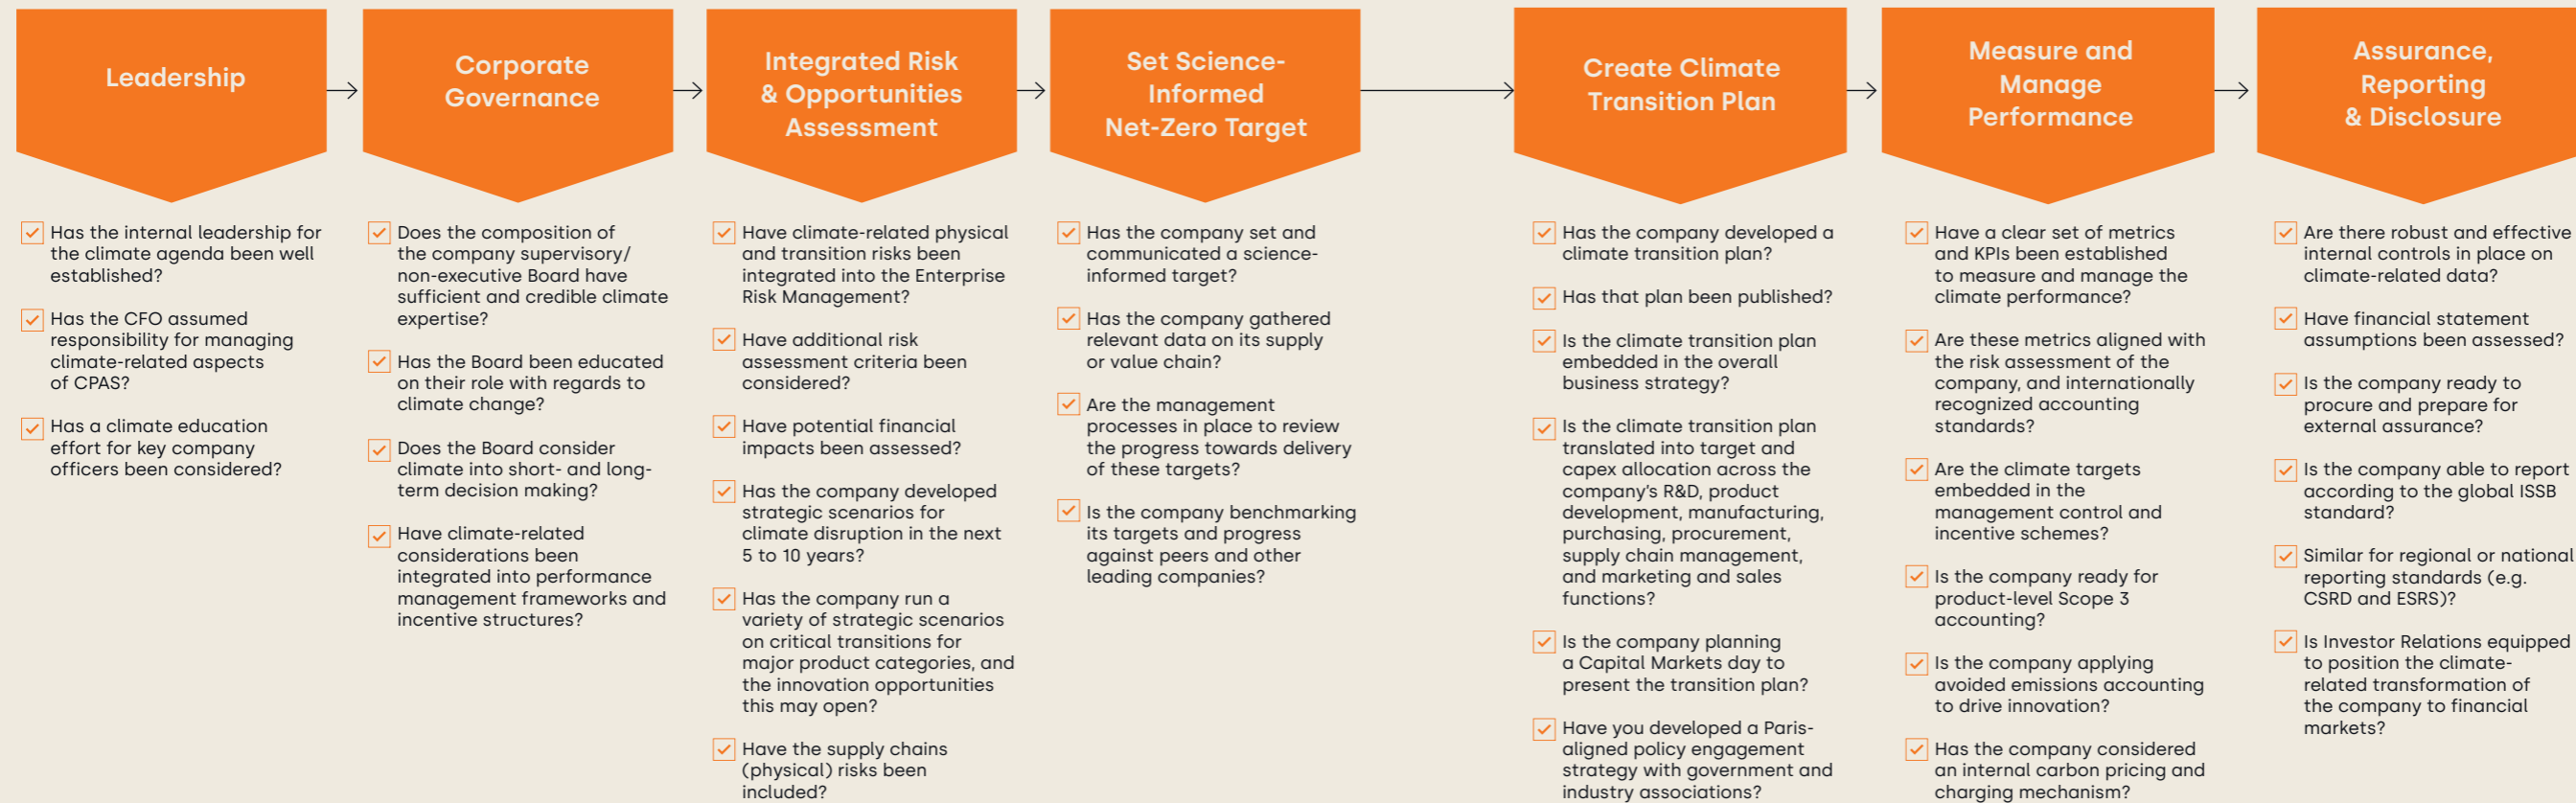 Leadership
Has the internal leadership for
the climate agenda been well
established?
Has the CFO assumed
responsibility for managing
climate-related aspects
of CPAS?
Has a climate education
effort for key company
officers been considered?
Corporate
Governance
Does the composition of
the company supervisory/
non-executive Board have
sufficient and credible climate
expertise?
Has the Board been educated
on their role with regards to
climate change?
Does the Board consider
climate into short- and long-
term decision making?
Have climate-related
considerations been
integrated into performance
management frameworks and
incentive structures?
Integrated Risk
& Opportunities
Assessment
Have climate-related physical
and transition risks been
integrated into the Enterprise
Risk Management?
Have additional risk
assessment criteria been
considered?
Have potential financial
impacts been assessed?
Has the company developed
strategic scenarios for
climate disruption in the next
5 to 10 years?
Has the company run a
variety of strategic scenarios
on critical transitions for
major product categories, and
the innovation opportunities
this may open?
Have the supply chains
(physical) risks been
included?
Set Science-
Informed
Net-Zero Target
Has the company set and
communicated a science-
informed target?
Has the company gathered
relevant data on its supply
or value chain?
Are the management
processes in place to review
the progress towards delivery
of these targets?
Is the company benchmarking
its targets and progress
against peers and other
leading companies?
Create Climate
Transition Plan
Has the company developed a
climate transition plan?
Has that plan been published?
Is the climate transition plan
embedded in the overall
business strategy?
Is the climate transition plan
translated into target and
capex allocation across the
company's R&D, product
development, manufacturing,
purchasing, procurement,
supply chain management,
and marketing and sales
functions?
Is the company planning
a Capital Markets day to
present the transition plan?
Have you developed a Paris-
aligned policy engagement
strategy with government and
industry associations?
Measure and
Manage
Performance
Have a clear set of metrics
and KPIs been established
to measure and manage the
climate performance?
Are these metrics aligned with
the risk assessment of the
company, and internationally
recognized accounting
standards?
Are the climate targets
embedded in the
management control and
incentive schemes?
Is the company ready for
product-level Scope 3
accounting?
Is the company applying
avoided emissions accounting
to drive innovation?
Has the company considered
an internal carbon pricing and
charging mechanism?
Assurance,
Reporting
& Disclosure
Are there robust and effective
internal controls in place on
climate-related data?
Have financial statement
assumptions been assessed?
Is the company ready to
procure and prepare for
external assurance?
Is the company able to report
according to the global ISSB
standard?
Similar for regional or national
reporting standards (e.g.
CSRD and ESRS)?
Is Investor Relations equipped
to position the climate-
related transformation of
the company to financial
markets?